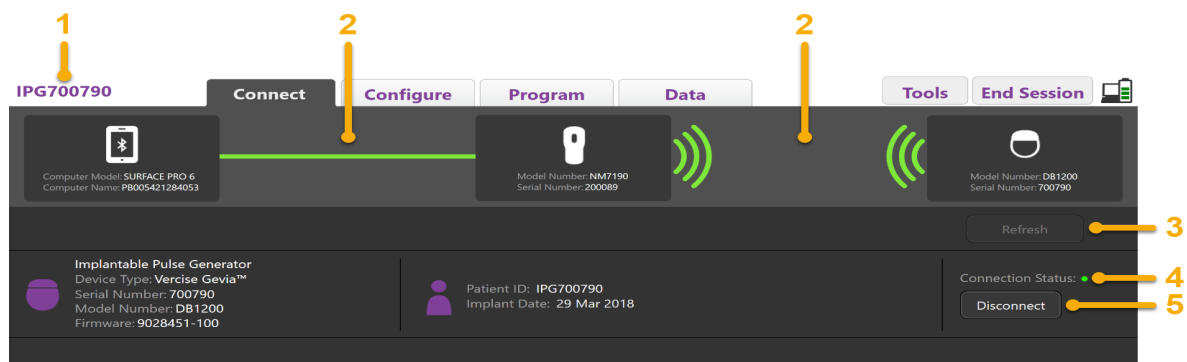 1 2 2
IPG700790 Connect Configure Program Data Tools End Session
Computer Model: SURFACE PRO 6
Computer Name: PB005421284053
Model Number: NM7190
Serial Number: 200089
Model Number: DB1200
Serial Number: 700790
Refresh 3
Implantable Pulse Generator
Device Type: Vercise Gevia™
Serial Number: 700790
Model Number: DB1200
Firmware: 9028451-100
Patient ID: IPG700790
Implant Date: 29 Mar 2018
Connection Status: 4
Disconnect 5